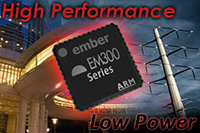 High Performance
ember
EM300
Series
ARM
Low Power